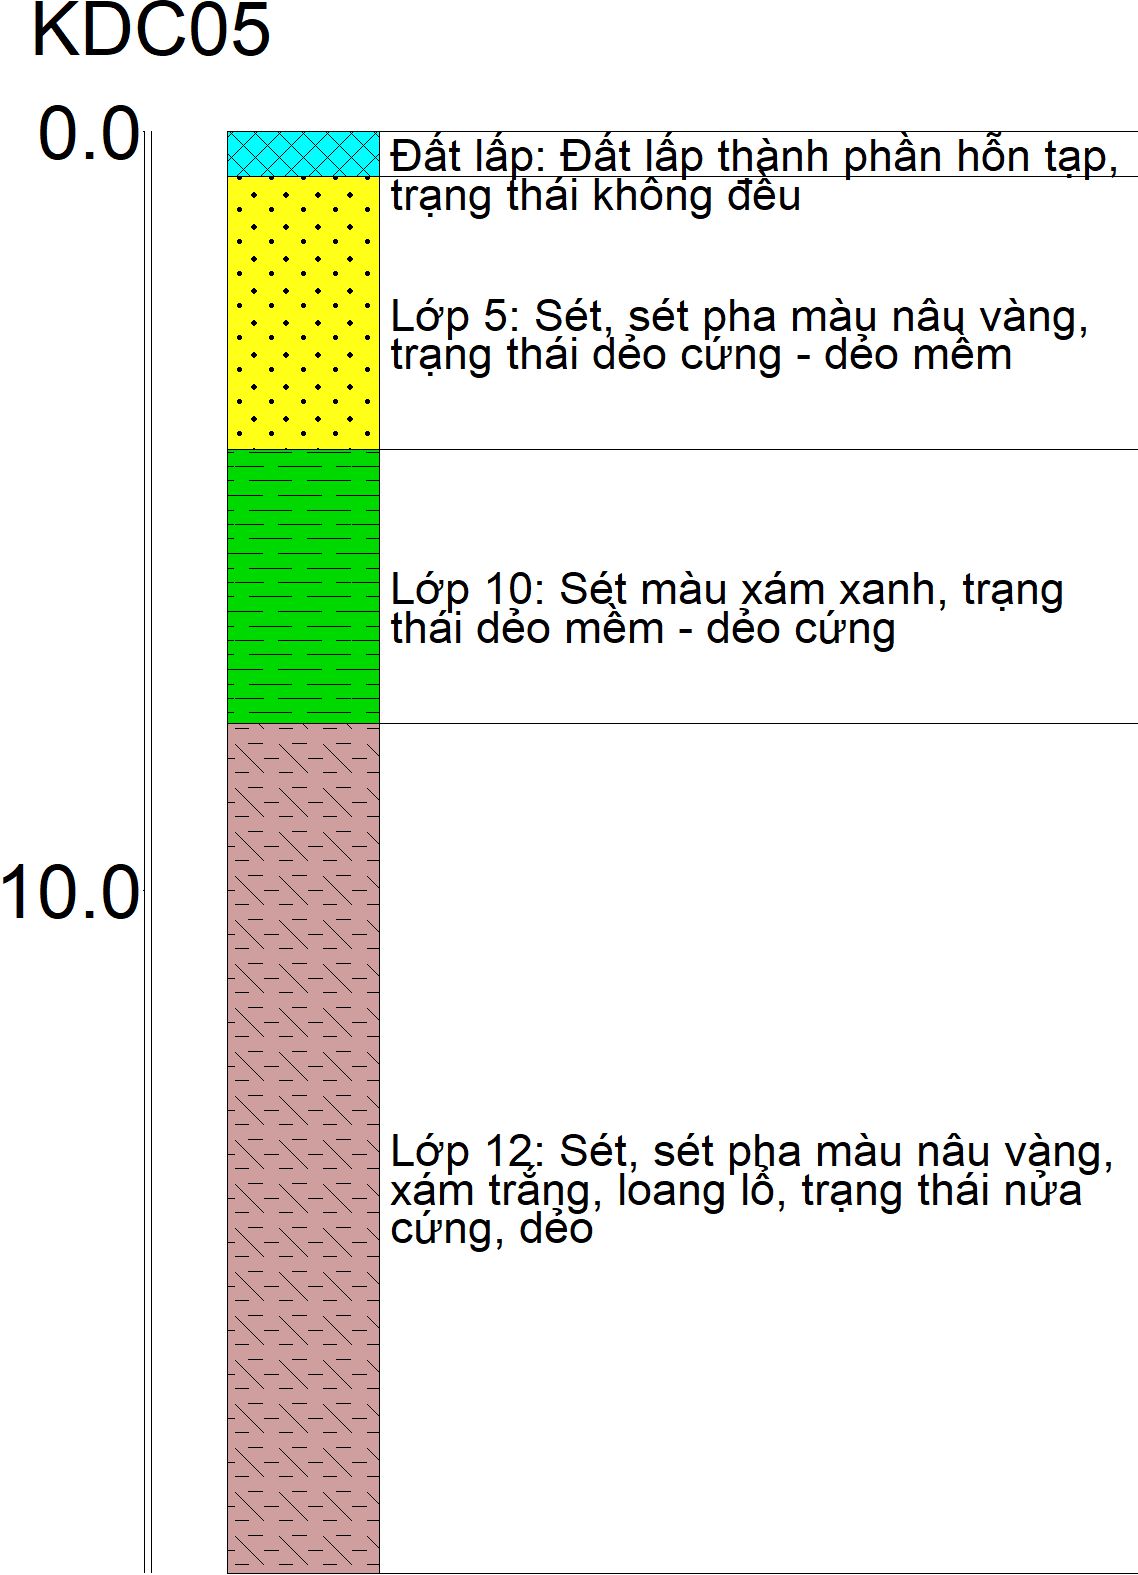 KDC05
0.0
Đất lấp: Đất lấp thành phần hỗn tạp,
trạng thái không đều
Lớp 5: Sét, sét pha màu nâu vàng,
trạng thái dẻo cứng - dẻo mềm
Lớp 10: Sét màu xám xanh, trạng
thái dẻo mềm - dẻo cứng
10.0
Lớp 12: Sét, sét pha màu nâu vàng,
xám trắng, loang lổ, trạng thái nửa
cứng, dẻo